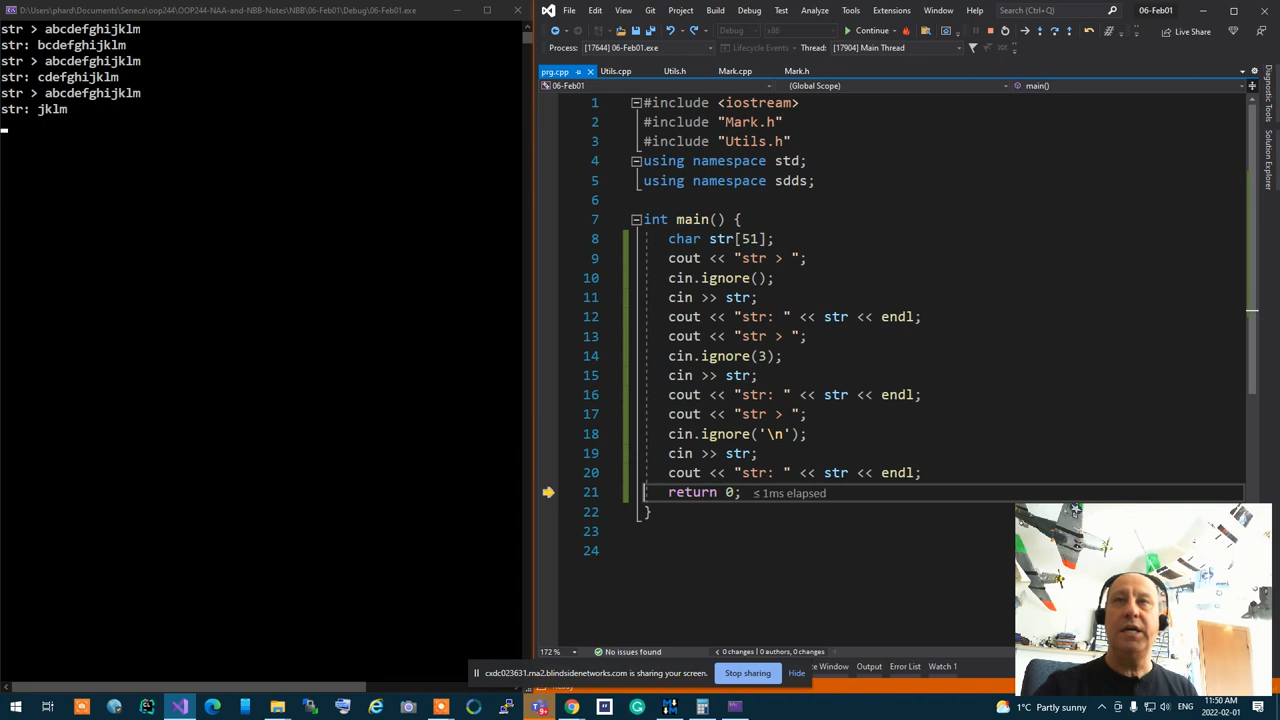 D:\Users\phard\Documents\Seneca\oop244\OOP244-NAA-and-NBB-Notes\NBB\06-Feb01\Debug\06-Feb01.exe
str > abcdefghijklm
str: bcdefghijklm
str > abcdefghijklm
str: cdefghijklm
str > abcdefghijklm
str: jklm
File Edit View Git Project Build Debug Test Analyze Tools Extensions Window Help Search (Ctrl+Q) 06-Feb01
Debug x86 Continue Live Share
Process: [17644] 06-Feb01.exe Lifecycle Events Thread: [17904] Main Thread
prg.cpp Utils.cpp Utils.h Mark.cpp Mark.h
06-Feb01 (Global Scope) main()
1 #include <iostream>
2 #include "Mark.h"
3 #include "Utils.h"
4 using namespace std;
5 using namespace sdds;
6
7 int main() {
8 char str[51];
9 cout << "str > ";
10 cin.ignore();
11 cin >> str;
12 cout << "str: " << str << endl;
13 cout << "str > ";
14 cin.ignore(3);
15 cin >> str;
16 cout << "str: " << str << endl;
17 cout << "str > ";
18 cin.ignore('\n');
19 cin >> str;
20 cout << "str: " << str << endl;
21 return 0; ≤ 1ms elapsed
22 }
23
24
Diagnostic Tools
Solution Explorer
172 % No issues found 0 changes | 0 authors, 0 changes
Window Output Error List Watch 1
cxdc023631.rna2.blindsidenetworks.com is sharing your screen. Stop sharing Hide
Ready
1°C Partly sunny ENG 11:50 AM 2022-02-01